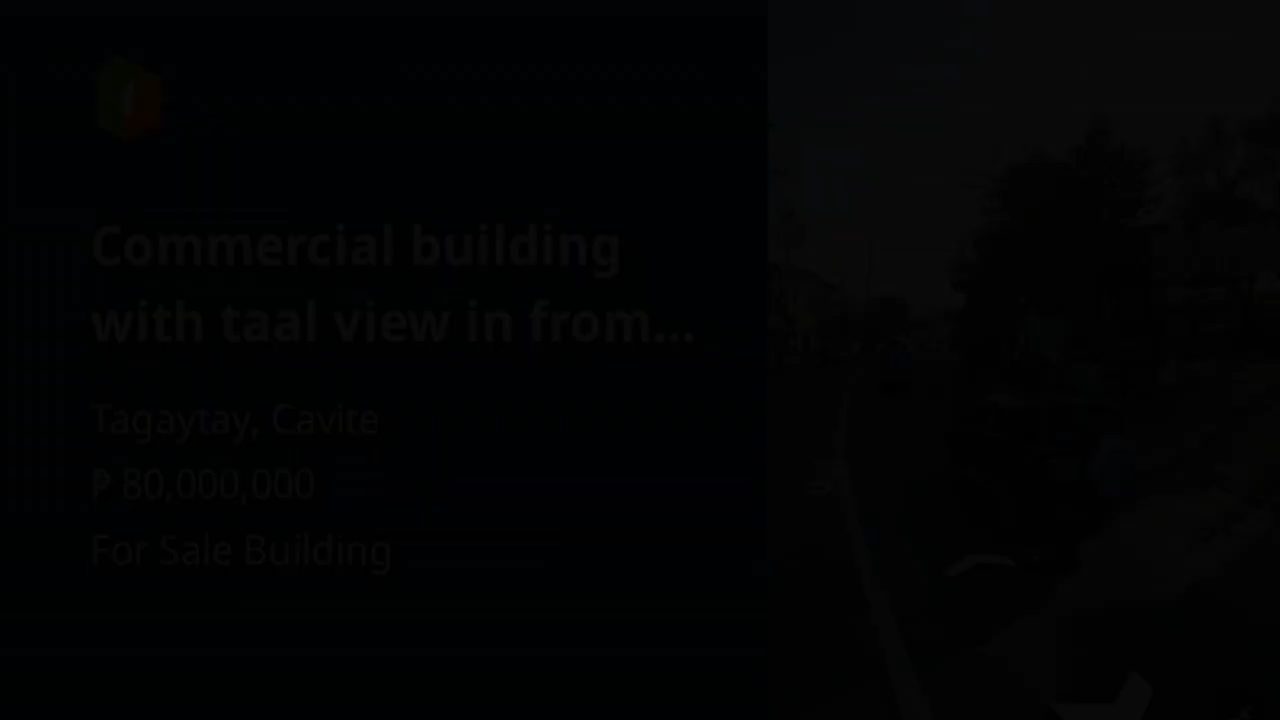 Commercial building
with taal view in from...
Tagaytay, Cavite
₱ 80,000,000
For Sale Building